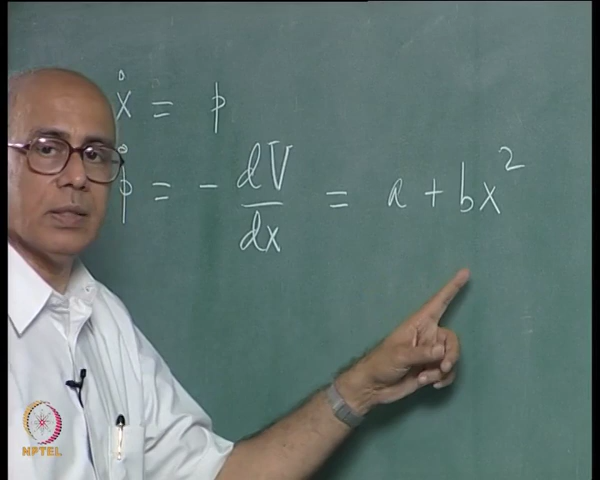 ẋ = p
ṗ = - dV/dx = a + bx²
NPTEL